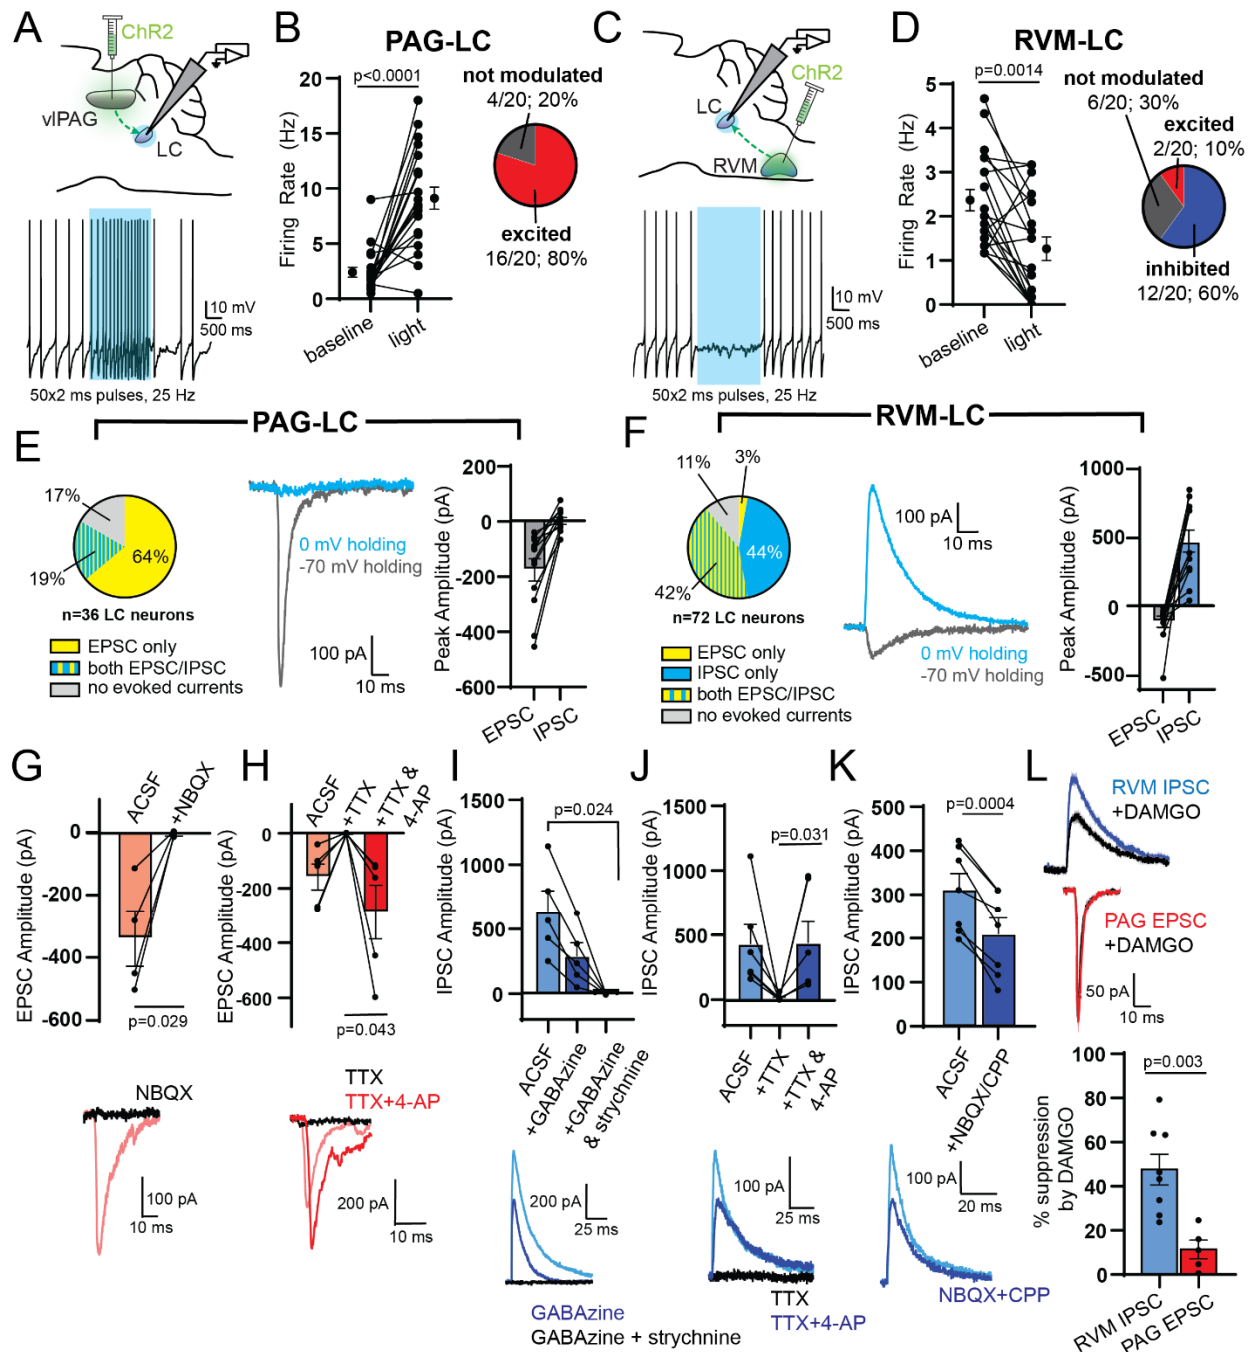 A
ChR2
vlPAG
LC
10 mV
500 ms
50x2 ms pulses, 25 Hz
B
PAG-LC
p<0.0001
Firing Rate (Hz)
20
15
10
5
0
baseline
light
not modulated
4/20; 20%
excited
16/20; 80%
C
ChR2
LC
RVM
10 mV
500 ms
50x2 ms pulses, 25 Hz
D
RVM-LC
p=0.0014
Firing Rate (Hz)
5
4
3
2
1
0
baseline
light
not modulated
6/20; 30%
excited
2/20; 10%
inhibited
12/20; 60%
PAG-LC
E
17%
64%
19%
n=36 LC neurons
EPSC only
both EPSC/IPSC
no evoked currents
0 mV holding
-70 mV holding
100 pA
10 ms
Peak Amplitude (pA)
200
0
-200
-400
-600
EPSC
IPSC
RVM-LC
F
11%
3%
44%
42%
n=72 LC neurons
EPSC only
IPSC only
both EPSC/IPSC
no evoked currents
100 pA
10 ms
0 mV holding
-70 mV holding
Peak Amplitude (pA)
1000
500
0
-500
EPSC
IPSC
G
ACSF
+NBQX
EPSC Amplitude (pA)
0
-200
-400
-600
p=0.029
NBQX
100 pA
10 ms
H
ACSF
+TTX
+TTX &
4-AP
EPSC Amplitude (pA)
0
-200
-400
-600
p=0.043
TTX
TTX+4-AP
200 pA
10 ms
I
p=0.024
IPSC Amplitude (pA)
1500
1000
500
0
ACSF
+GABAzine
+GABAzine
& strychnine
200 pA
25 ms
GABAzine
GABAzine + strychnine
J
p=0.031
IPSC Amplitude (pA)
1500
1000
500
0
ACSF
+TTX
+TTX &
4-AP
100 pA
25 ms
TTX
TTX+4-AP
K
p=0.0004
IPSC Amplitude (pA)
500
400
300
200
100
0
ACSF
+NBQX/CPP
100 pA
20 ms
NBQX+CPP
L
RVM IPSC
+DAMGO
PAG EPSC
+DAMGO
50 pA
10 ms
p=0.003
% suppression
by DAMGO
100
80
60
40
20
0
RVM IPSC
PAG EPSC